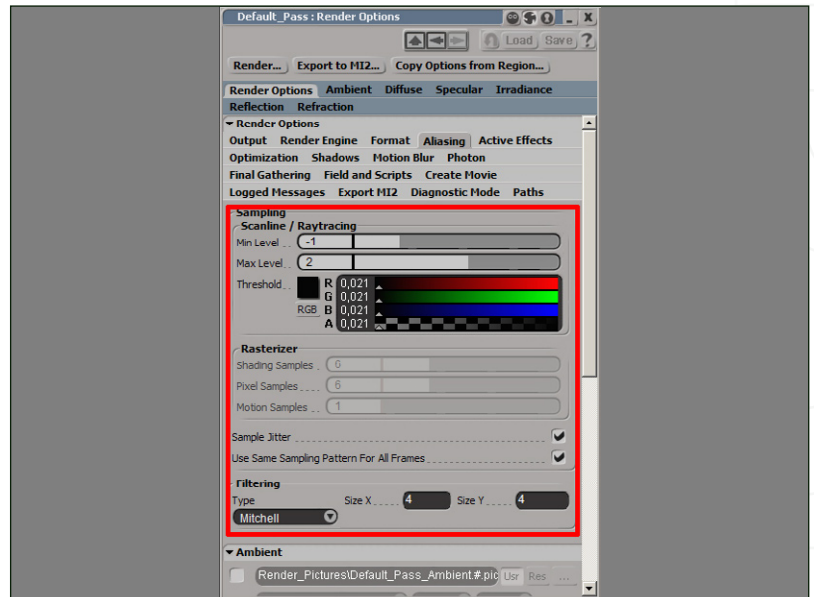 Default_Pass : Render Options
Load Save ?
Render... Export to MI2... Copy Options from Region...
Render Options Ambient Diffuse Specular Irradiance
Reflection Refraction
Render Options
Output Render Engine Format Aliasing Active Effects
Optimization Shadows Motion Blur Photon
Final Gathering Field and Scripts Create Movie
Logged Messages Export MI2 Diagnostic Mode Paths
Sampling
Scanline / Raytracing
Min Level -1
Max Level 2
Threshold R 0,021
G 0,021
RGB B 0,021
A 0,021
Rasterizer
Shading Samples 6
Pixel Samples 6
Motion Samples 1
Sample Jitter
Use Same Sampling Pattern For All Frames
Filtering
Type Size X 4 Size Y 4
Mitchell
Ambient
Render_Pictures\Default_Pass_Ambient.#.pic Usr Res ...